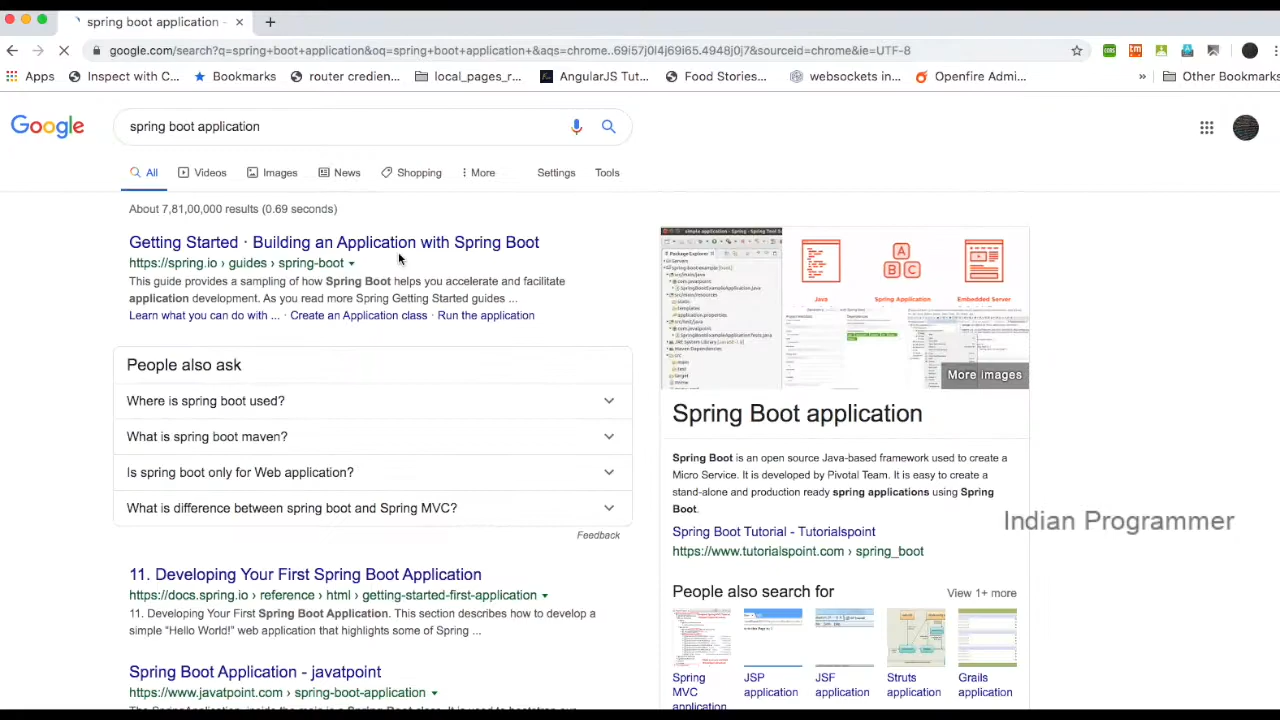 spring boot application -
google.com/search?q=spring+boot+application&oq=spring+boot+application+&aqs=chrome..69i57j0l4j69i65.4948j0j7&sourceid=chrome&ie=UTF-8
Apps
Inspect with C...
Bookmarks
router credien...
local_pages_r...
AngularJS Tut...
Food Stories...
websockets in...
Openfire Admi...
»
Other Bookmarks
Google
spring boot application
All
Videos
Images
News
Shopping
More
Settings
Tools
About 7,81,00,000 results (0.69 seconds)
Getting Started · Building an Application with Spring Boot
https://spring.io › guides › spring-boot
This guide provides a sampling of how Spring Boot helps you accelerate and facilitate
application development. As you read more Spring Getting Started guides ...
Learn what you can do with ... · Create an Application class · Run the application
People also ask
Where is spring boot used?
What is spring boot maven?
Is spring boot only for Web application?
What is difference between spring boot and Spring MVC?
Feedback
11. Developing Your First Spring Boot Application
https://docs.spring.io › reference › html › getting-started-first-application
11. Developing Your First Spring Boot Application. This section describes how to develop a
simple "Hello World!" web application that highlights some of Spring ...
Spring Boot Application - javatpoint
https://www.javatpoint.com › spring-boot-application
Java
Spring Application
Embedded Server
A
B C
More images
Spring Boot application
Spring Boot is an open source Java-based framework used to create a
Micro Service. It is developed by Pivotal Team. It is easy to create a
stand-alone and production ready spring applications using Spring
Boot.
Spring Boot Tutorial - Tutorialspoint
https://www.tutorialspoint.com › spring_boot
People also search for
View 1+ more
Spring
MVC
application
JSP
application
JSF
application
Struts
application
Grails
application
Indian Programmer